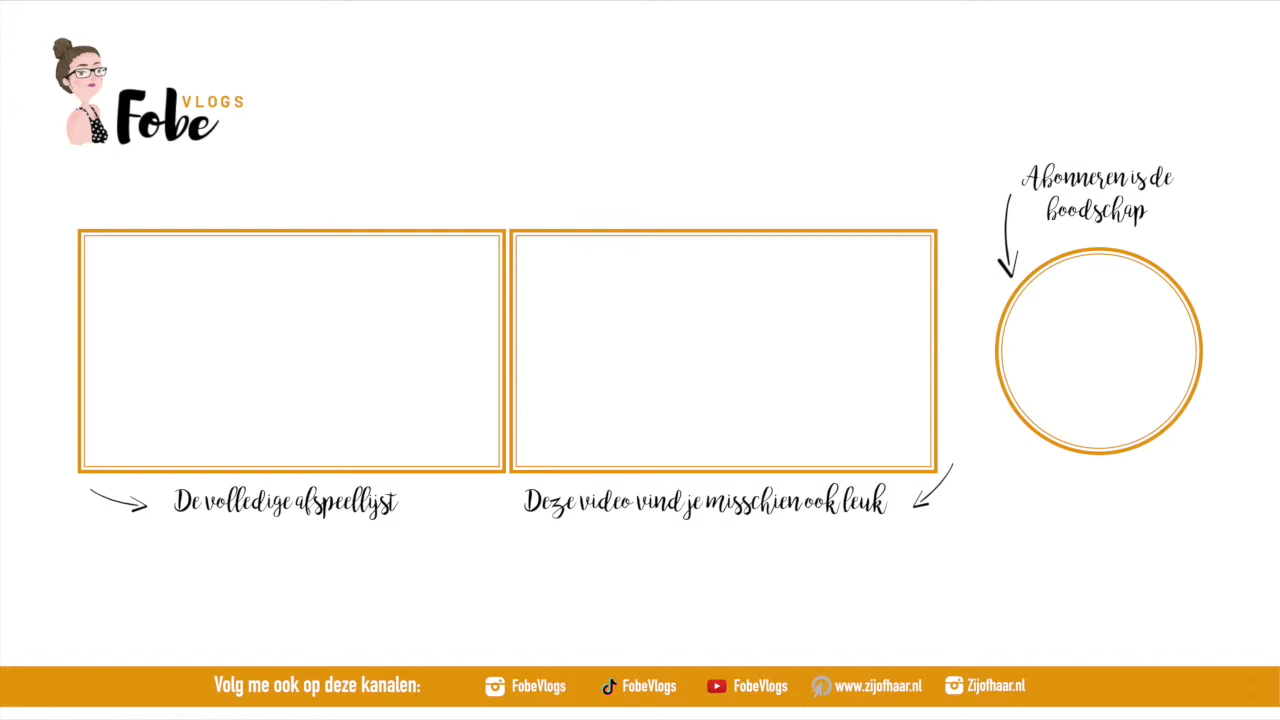 VLOGS
Fobe
Abonneren is de
boodschap
De volledige afspeellijst
Deze video vind je misschien ook leuk
Volg me ook op deze kanalen: FobeVlogs FobeVlogs FobeVlogs www.zijofhaar.nl Zijofhaar.nl